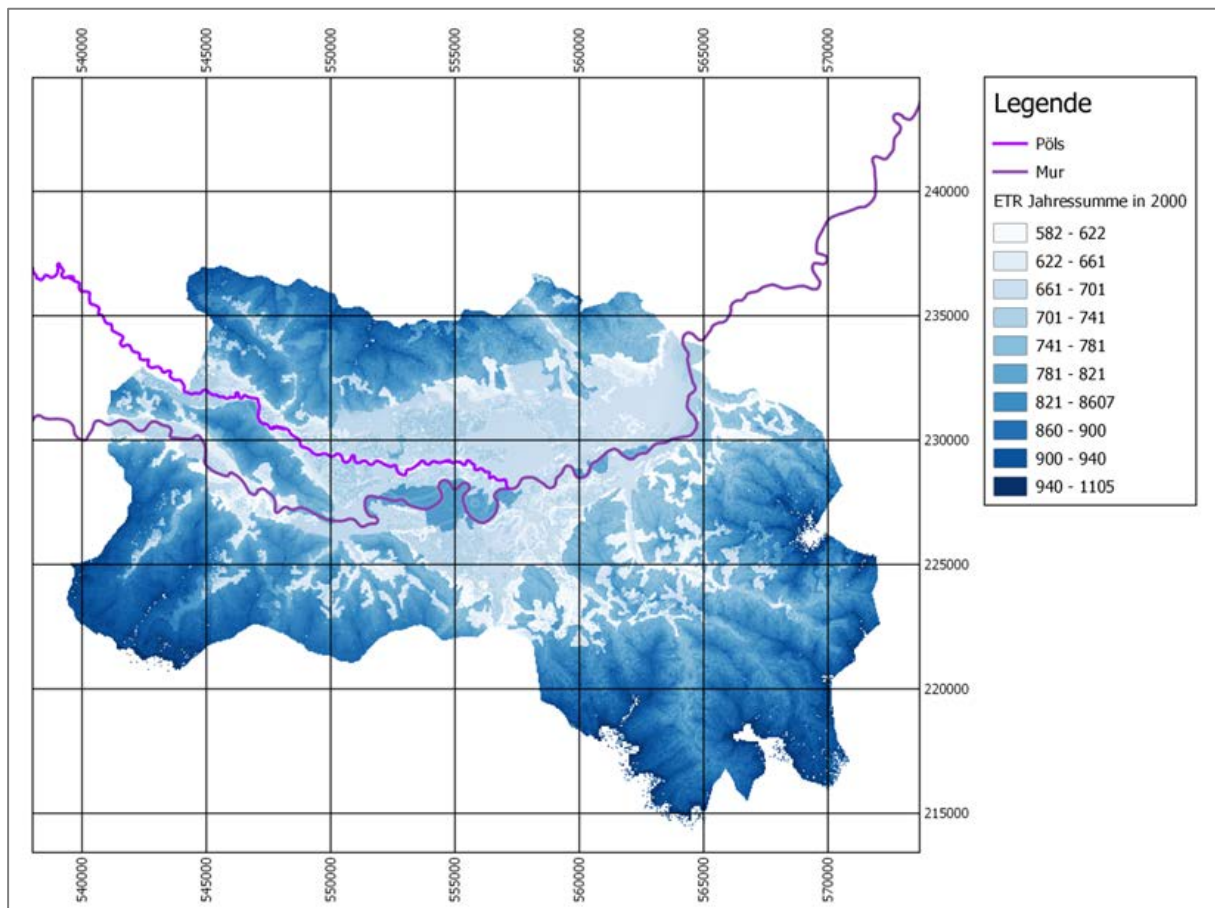 540000
545000
550000
555000
560000
565000
570000
Legende
Pöls
Mur
ETR Jahressumme in 2000
582 - 622
622 - 661
661 - 701
701 - 741
741 - 781
781 - 821
821 - 8607
860 - 900
900 - 940
940 - 1105
240000
235000
230000
225000
220000
215000
540000
545000
550000
555000
560000
565000
570000